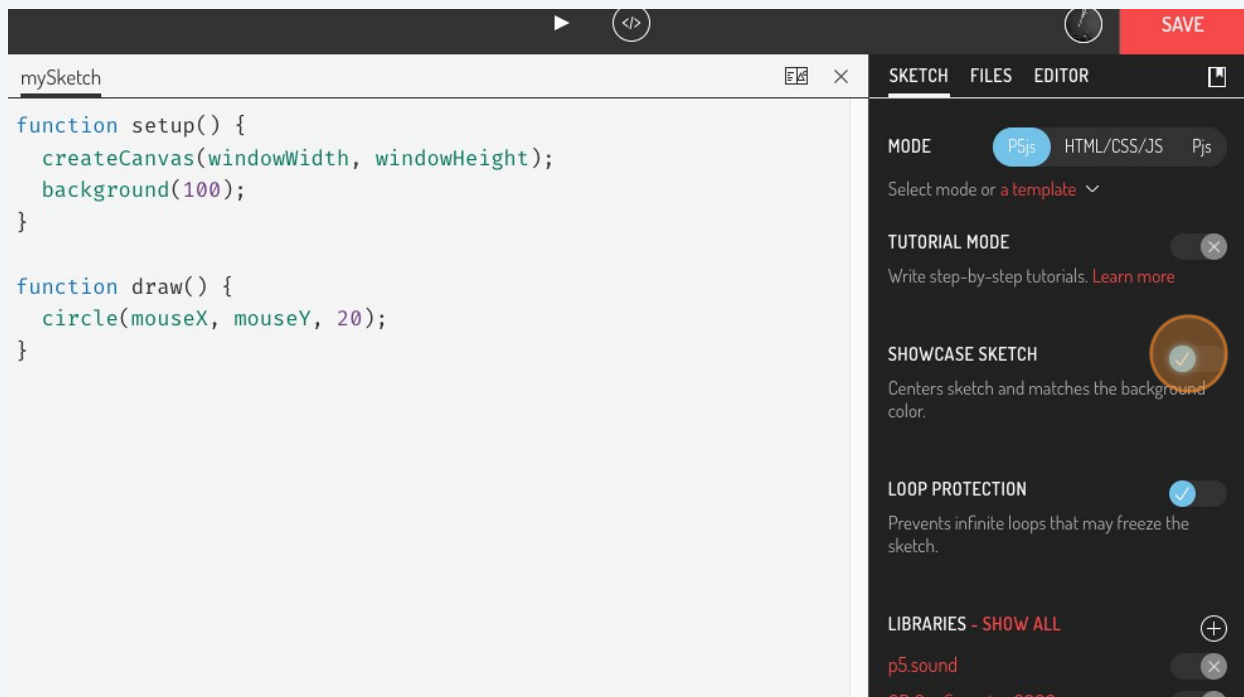 </>
SAVE
mySketch
SKETCH FILES EDITOR
function setup() {
  createCanvas(windowWidth, windowHeight);
  background(100);
}
function draw() {
  circle(mouseX, mouseY, 20);
}
MODE P5js HTML/CSS/JS Pjs
Select mode or a template
TUTORIAL MODE
Write step-by-step tutorials. Learn more
SHOWCASE SKETCH
Centers sketch and matches the background
color.
LOOP PROTECTION
Prevents infinite loops that may freeze the
sketch.
LIBRARIES - SHOW ALL
p5.sound